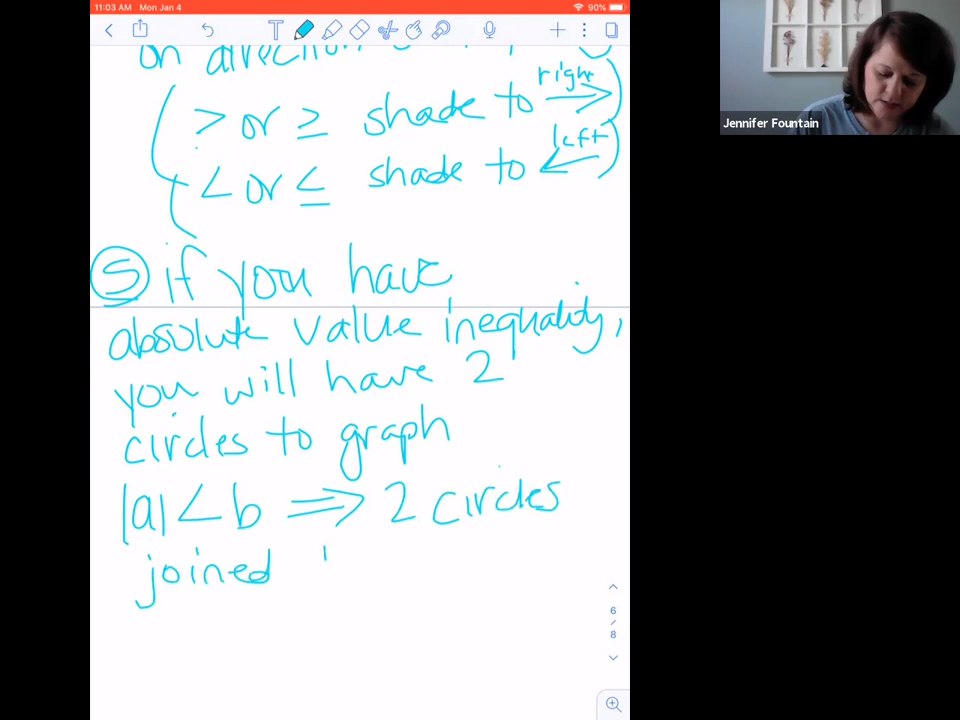 11:03 AM Mon Jan 4
90%
on direction
> or ≥ shade to right →
< or ≤ shade to left ←
⑤ if you have
absolute value inequality,
you will have 2
circles to graph
|a| < b ⟹ 2 circles
joined
6
/
8
Jennifer Fountain